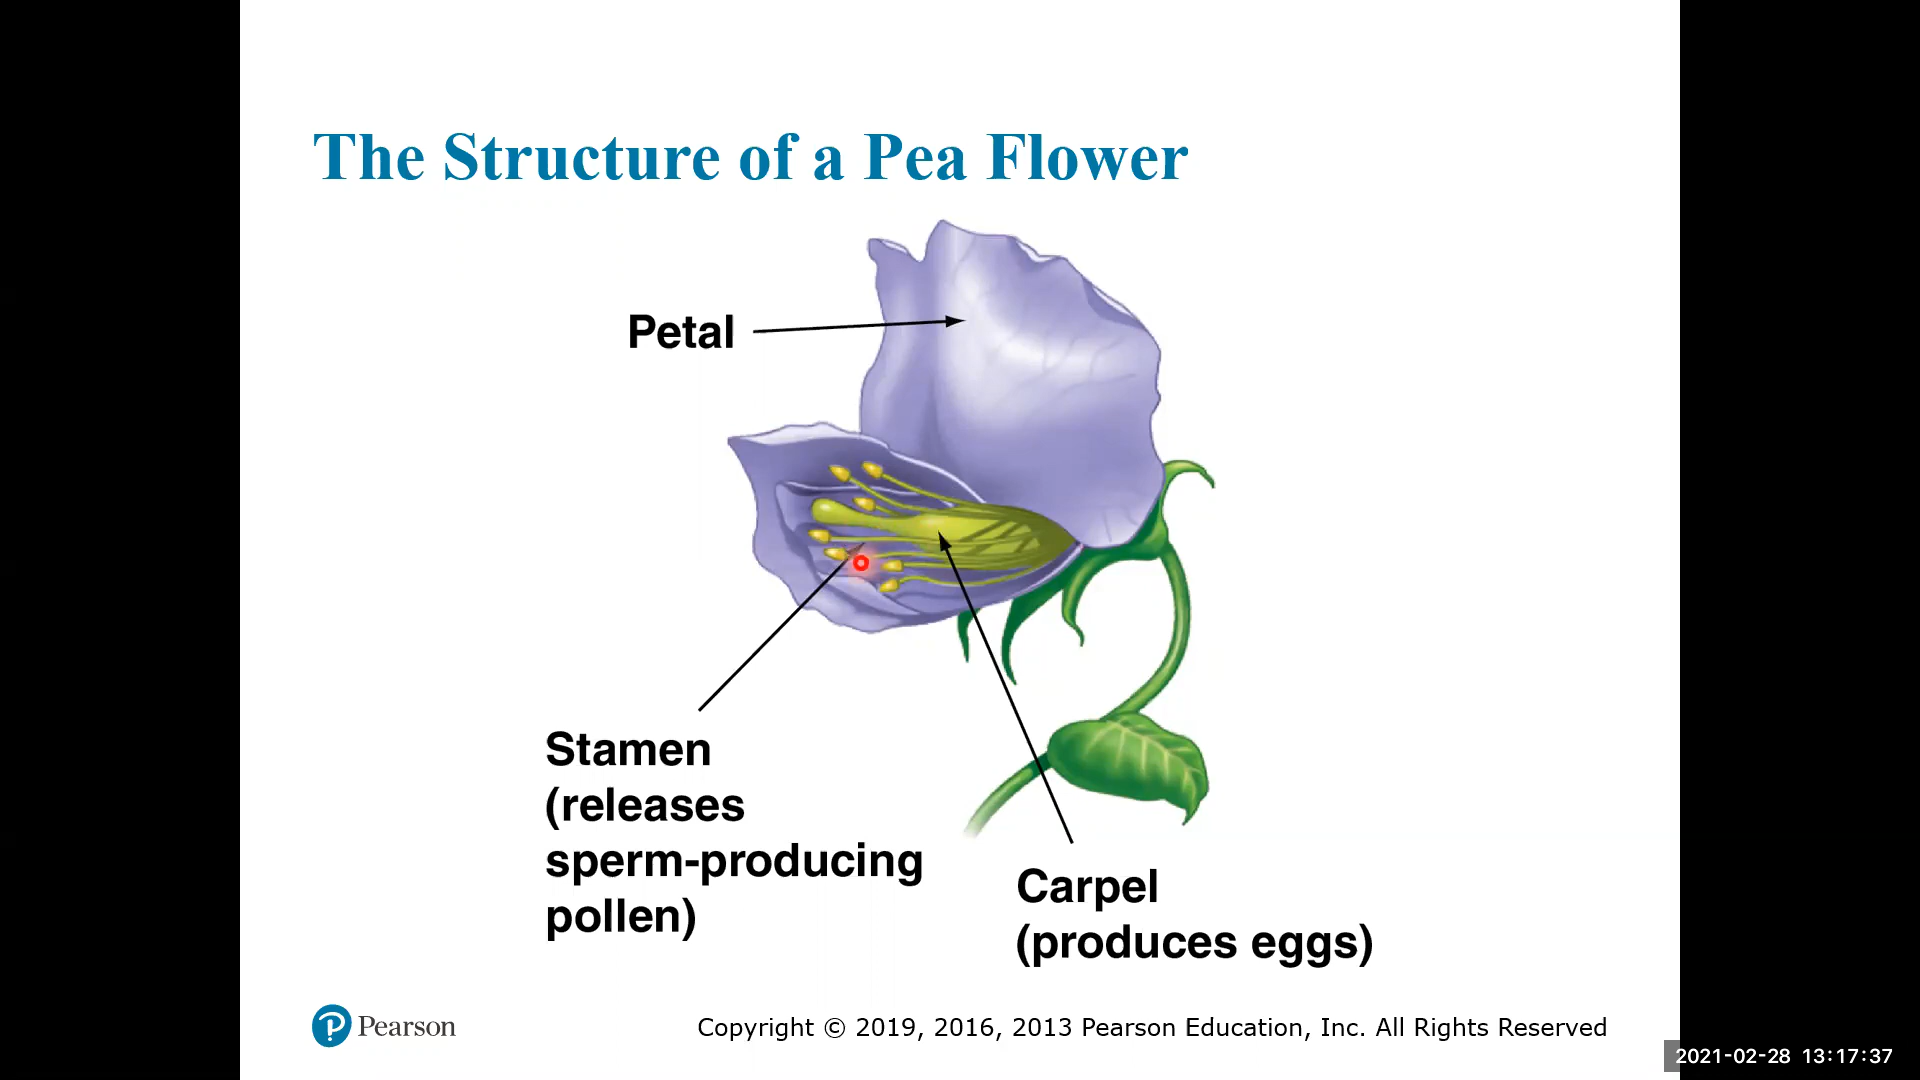 The Structure of a Pea Flower
Petal
Stamen
(releases
sperm-producing
pollen)
Carpel
(produces eggs)
Pearson
Copyright © 2019, 2016, 2013 Pearson Education, Inc. All Rights Reserved
2021-02-28 13:17:37